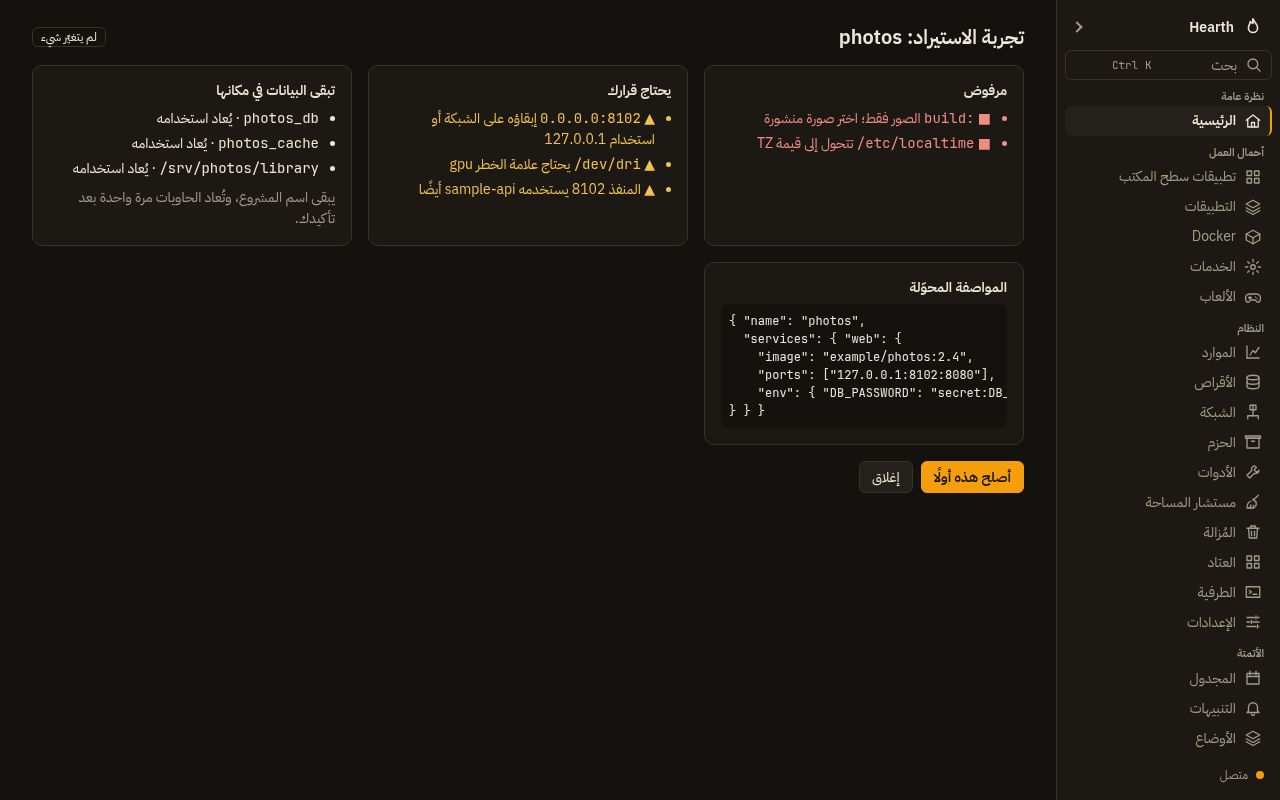 Hearth
بحث
Ctrl K
نظرة عامة
الرئيسية
أحمال العمل
تطبيقات سطح المكتب
التطبيقات
Docker
الخدمات
الألعاب
النظام
الموارد
الأقراص
الشبكة
الحزم
الأدوات
مستشار المساحة
المُزالة
العتاد
الطرفية
الإعدادات
الأتمتة
المجدول
التنبيهات
الأوضاع
متصل
تجربة الاستيراد: photos
لم يتغيّر شيء
مرفوض
■ build: الصور فقط؛ اختر صورة منشورة
■ /etc/localtime تتحول إلى قيمة TZ
يحتاج قرارك
▲ 0.0.0.0:8102 إبقاؤه على الشبكة أو
استخدام 127.0.0.1
▲ /dev/dri يحتاج علامة الخطر gpu
▲ المنفذ 8102 يستخدمه sample-api أيضًا
تبقى البيانات في مكانها
photos_db · يُعاد استخدامه
photos_cache · يُعاد استخدامه
/srv/photos/library · يُعاد استخدامه
يبقى اسم المشروع، وتُعاد الحاويات مرة واحدة بعد
تأكيدك.
المواصفة المحوّلة
{ "name": "photos",
"services": { "web": {
"image": "example/photos:2.4",
"ports": ["127.0.0.1:8102:8080"],
"env": { "DB_PASSWORD": "secret:DB_
} } }
أصلح هذه أولًا
إغلاق